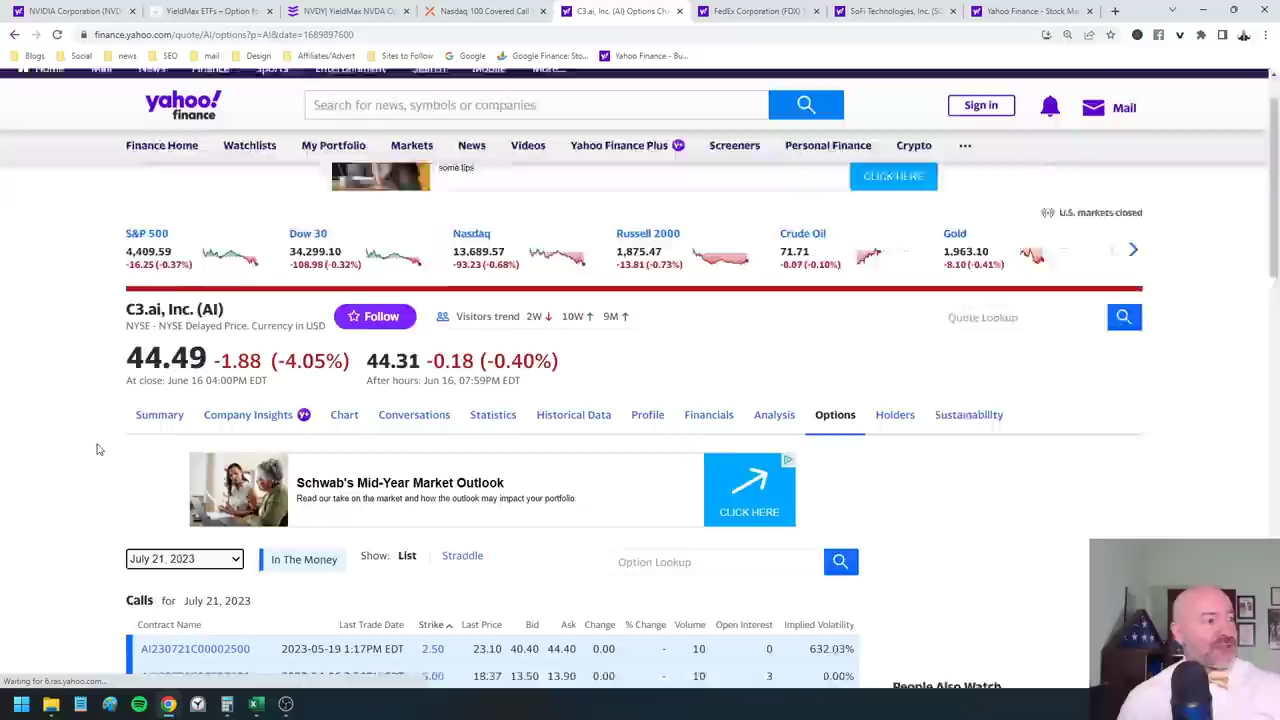 NVIDIA Corporation (NVD
YieldMax ETFs – Option fo
NVDY| YieldMax NVDA Op
Nasdaq 100 Covered Call
C3.ai, Inc. (AI) Options Cha
FedEx Corporation (FDX) S
SoFi Technologies, Inc. (SO
Yahoo Finance - Stock Ma
finance.yahoo.com/quote/AI/options?p=AI&date=1689897600
Blogs
Social
news
SEO
mail
Design
Affiliates/Advert
Sites to Follow
Google
Google Finance: Sto...
Yahoo Finance - Bu...
yahoo!
finance
Search for news, symbols or companies
Sign in
Mail
Finance Home
Watchlists
My Portfolio
Markets
News
Videos
Yahoo Finance Plus
Screeners
Personal Finance
Crypto
...
some tips
CLICK HERE
U.S. markets closed
S&P 500
4,409.59
-16.25 (-0.37%)
Dow 30
34,299.10
-108.98 (-0.32%)
Nasdaq
13,689.57
-93.23 (-0.68%)
Russell 2000
1,875.47
-13.81 (-0.73%)
Crude Oil
71.71
-0.07 (-0.10%)
Gold
1,963.10
-8.10 (-0.41%)
C3.ai, Inc. (AI)
NYSE - NYSE Delayed Price. Currency in USD
Follow
Visitors trend 2W↓ 10W↑ 9M↑
Quote Lookup
44.49 -1.88 (-4.05%)
At close: June 16 04:00PM EDT
44.31 -0.18 (-0.40%)
After hours: Jun 16, 07:59PM EDT
Summary
Company Insights
Chart
Conversations
Statistics
Historical Data
Profile
Financials
Analysis
Options
Holders
Sustainability
Schwab's Mid-Year Market Outlook
Read our take on the market and how the outlook may impact your portfolio.
CLICK HERE
July 21, 2023
In The Money
Show: List
Straddle
Option Lookup
Calls for July 21, 2023
Contract Name Last Trade Date Strike Last Price Bid Ask Change % Change Volume Open Interest Implied Volatility
AI230721C00002500 2023-05-19 1:17PM EDT 2.50 23.10 40.40 44.40 0.00 - 10 0 632.03%
18.37 13.50 13.90 0.00 - 10 3 0.00%
People Also Watch
Waiting for 6.ras.yahoo.com...